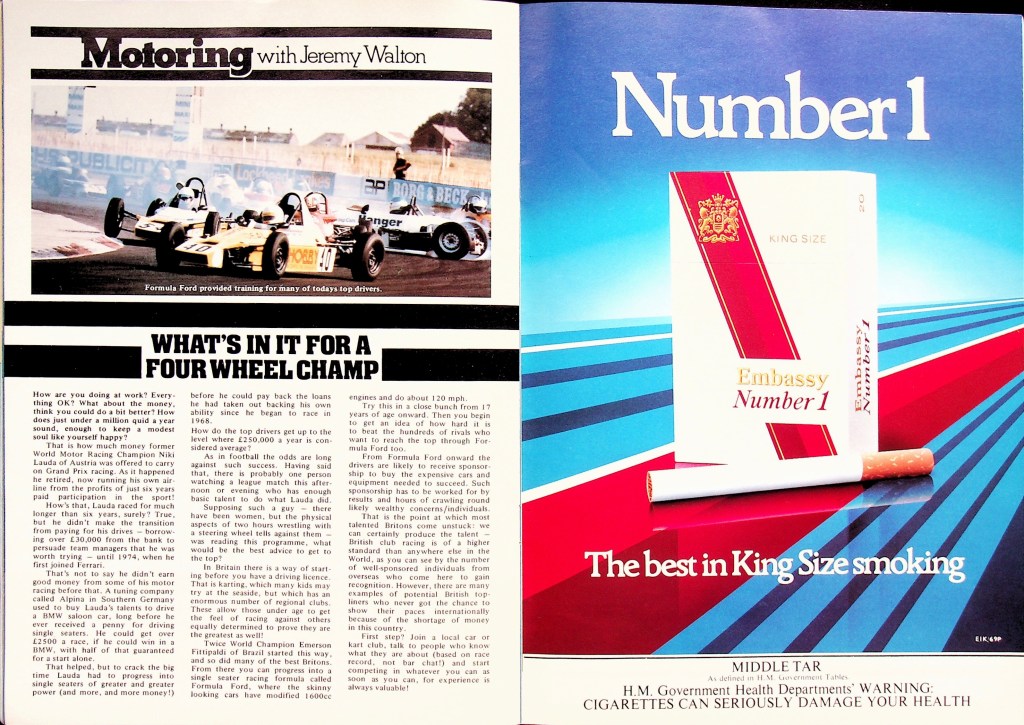 Motoring with Jeremy Walton
PUBLICITY
BORG & BECK
Hanger
40
40
Formula Ford provided training for many of todays top drivers.
WHAT'S IN IT FOR A
FOUR WHEEL CHAMP
How are you doing at work? Every-
thing OK? What about the money,
think you could do a bit better? How
does just under a million quid a year
sound, enough to keep a modest
soul like yourself happy?
That is how much money former
World Motor Racing Champion Niki
Lauda of Austria was offered to carry
on Grand Prix racing. As it happened
he retired, now running his own air-
line from the profits of just six years
paid participation in the sport!
How's that, Lauda raced for much
longer than six years, surely? True,
but he didn't make the transition
from paying for his drives — borrow-
ing over £30,000 from the bank to
persuade team managers that he was
worth trying — until 1974, when he
first joined Ferrari.
That's not to say he didn't earn
good money from some of his motor
racing before that. A tuning company
called Alpina in Southern Germany
used to buy Lauda's talents to drive
a BMW saloon car, long before he
ever received a penny for driving
single seaters. He could get over
£2500 a race, if he could win in a
BMW, with half of that guaranteed
for a start alone.
That helped, but to crack the big
time Lauda had to progress into
single seaters of greater and greater
power (and more, and more money!)
before he could pay back the loans
he had taken out backing his own
ability since he began to race in
1968.
How do the top drivers get up to the
level where £250,000 a year is con-
sidered average?
As in football the odds are long
against such success. Having said
that, there is probably one person
watching a league match this after-
noon or evening who has enough
basic talent to do what Lauda did.
Supposing such a guy — there
have been women, but the physical
aspects of two hours wrestling with
a steering wheel tells against them —
was reading this programme, what
would be the best advice to get to
the top?
In Britain there is a way of start-
ing before you have a driving licence.
That is karting, which many kids may
try at the seaside, but which has an
enormous number of regional clubs.
These allow those under age to get
the feel of racing against others
equally determined to prove they are
the greatest as well!
Twice World Champion Emerson
Fittipaldi of Brazil started this way,
and so did many of the best Britons.
From there you can progress into a
single seater racing formula called
Formula Ford, where the skinny
looking cars have modified 1600cc
engines and do about 120 mph.
Try this in a close bunch from 17
years of age onward. Then you begin
to get an idea of how hard it is
to beat the hundreds of rivals who
want to reach the top through For-
mula Ford too.
From Formula Ford onward the
drivers are likely to receive sponsor-
ship to buy the expensive cars and
equipment needed to succeed. Such
sponsorship has to be worked for by
results and hours of crawling round
likely wealthy concerns/individuals.
That is the point at which most
talented Britons come unstuck: we
can certainly produce the talent —
British club racing is of a higher
standard than anywhere else in the
World, as you can see by the number
of well-sponsored individuals from
overseas who come here to gain
recognition. However, there are many
examples of potential British top-
liners who never got the chance to
show their paces internationally
because of the shortage of money
in this country.
First step? Join a local car or
kart club, talk to people who know
what they are about (based on race
record, not bar chat!) and start
competing in whatever you can as
soon as you can, for experience is
always valuable!
Number 1
KING SIZE
20
Embassy
Number 1
Embassy
Number 1
The best in King Size smoking
EIK/69P
MIDDLE TAR
As defined in H.M. Government Tables
H.M. Government Health Departments' WARNING:
CIGARETTES CAN SERIOUSLY DAMAGE YOUR HEALTH